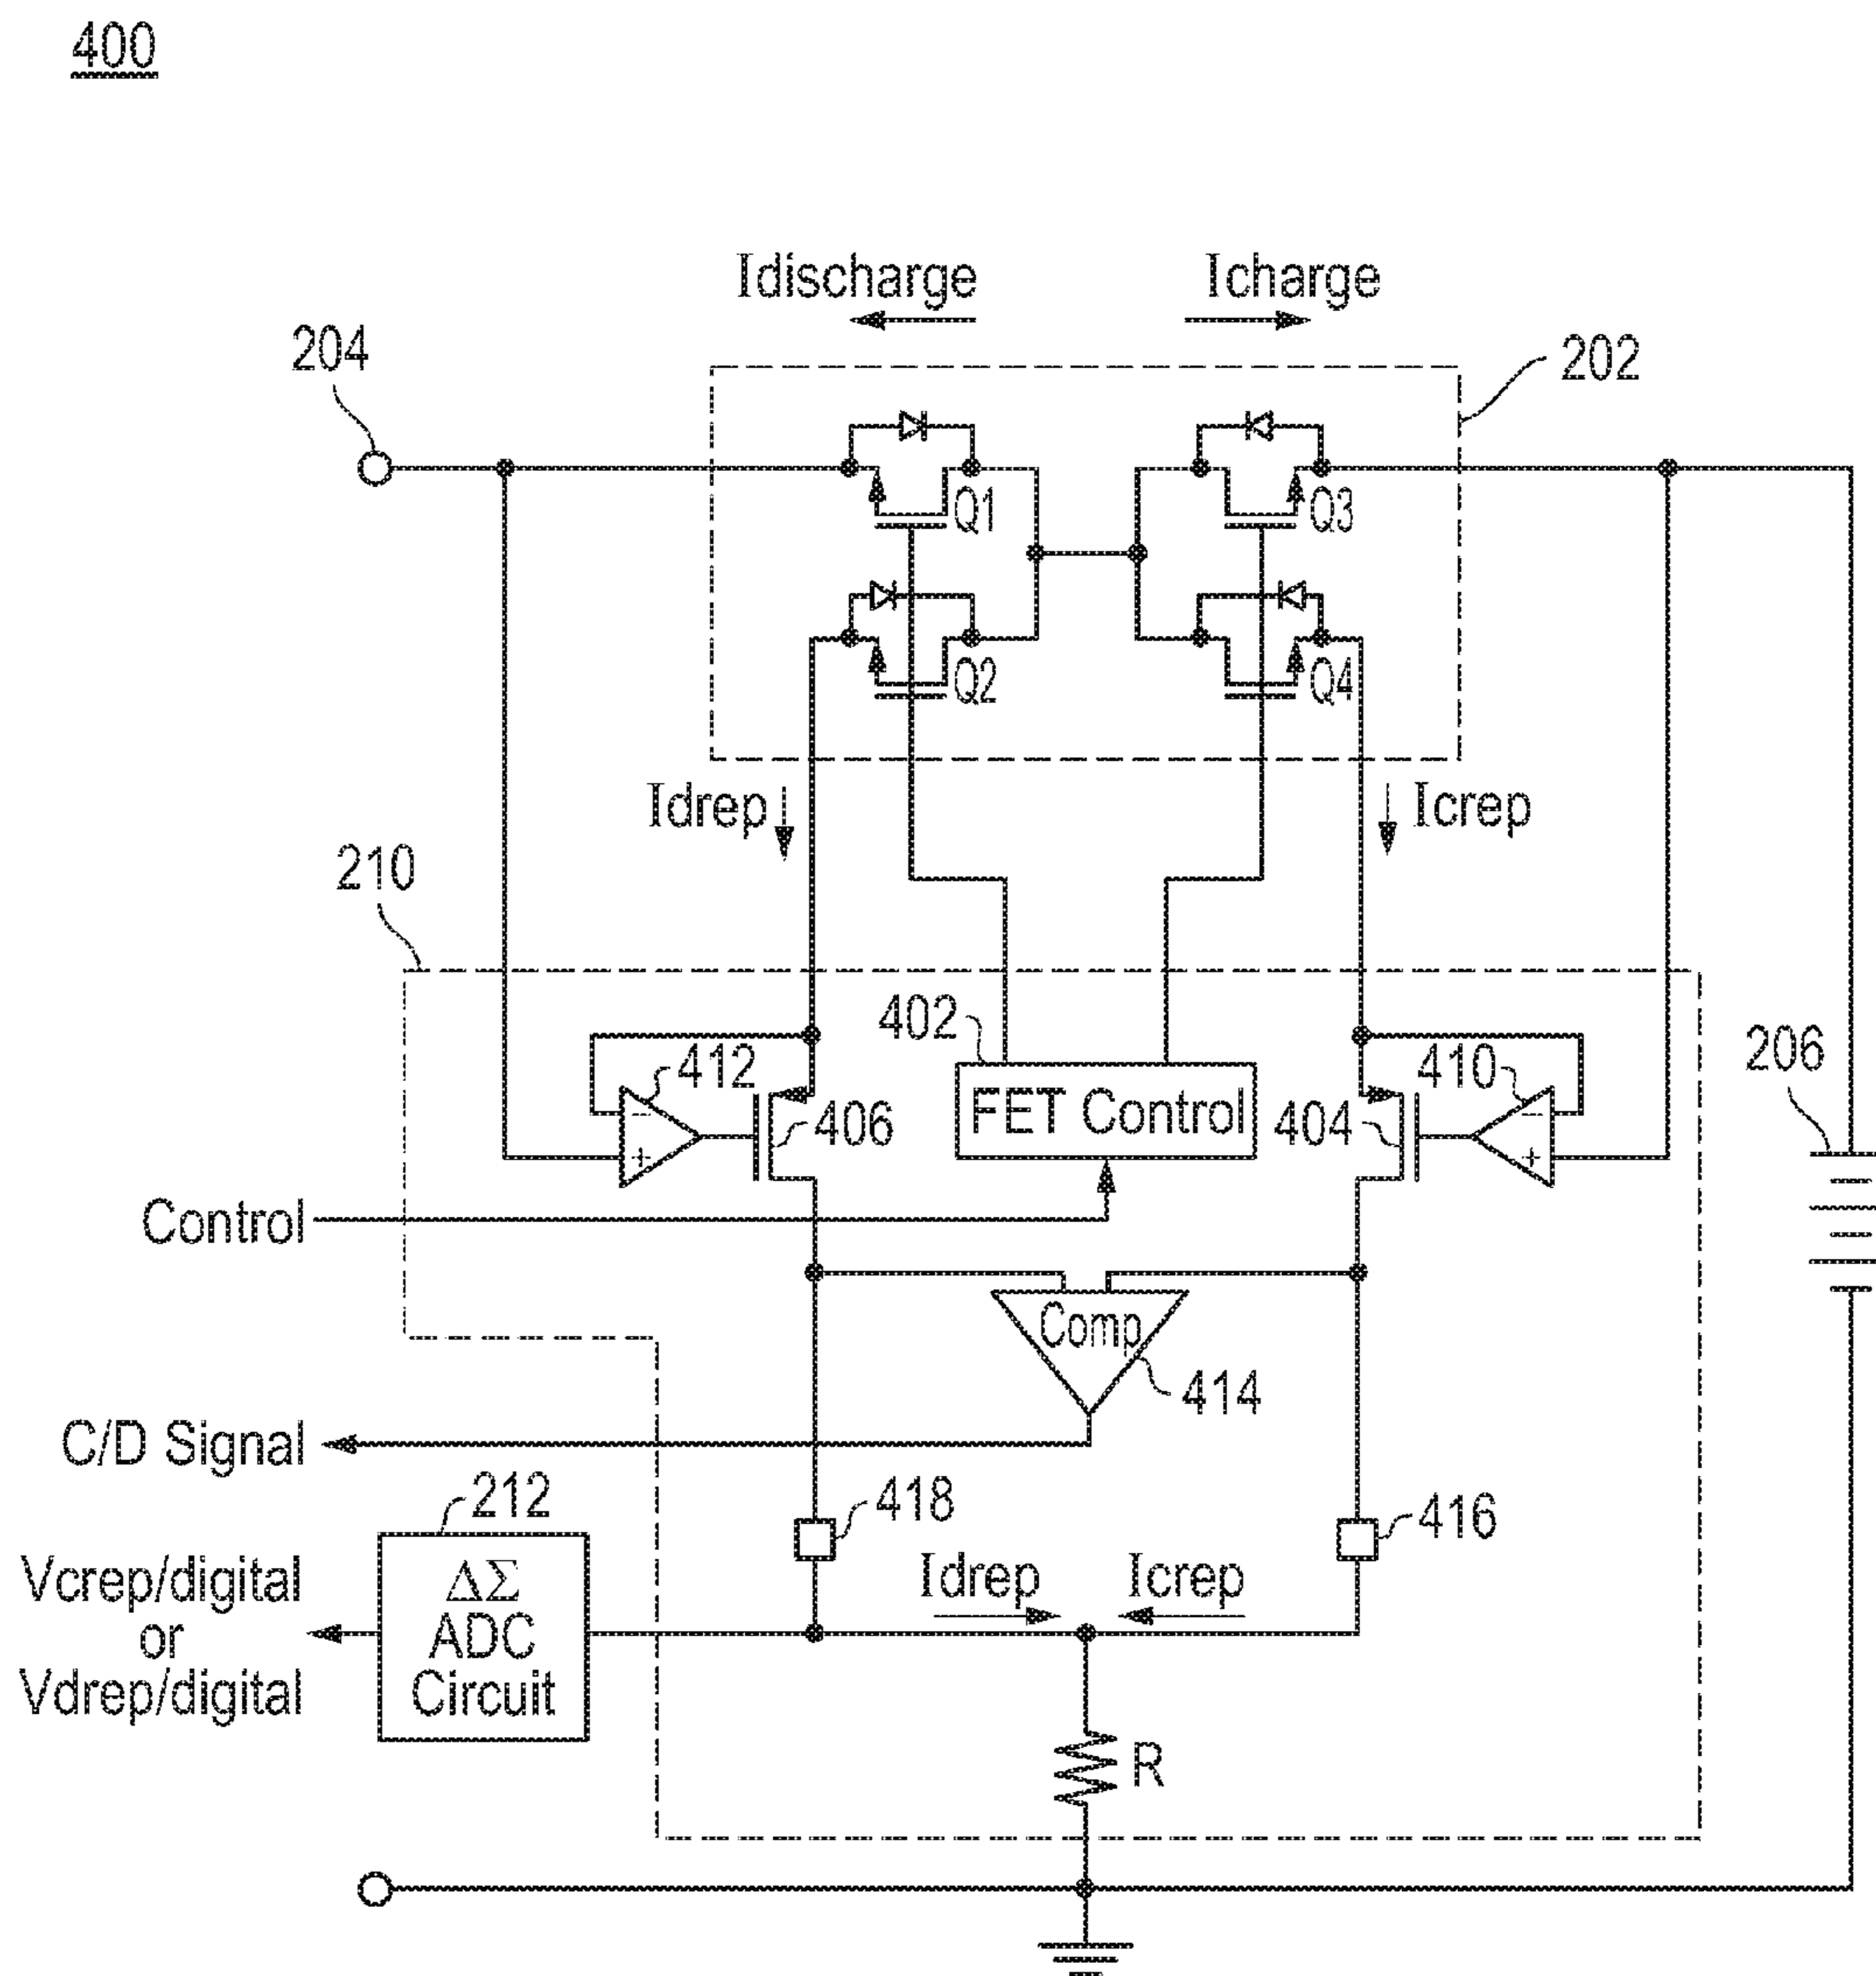 400
Idischarge
Icharge
204
202
Q1
Q3
Q2
Q4
Idrep
Icrep
210
402
412
410
206
FET Control
406
404
Control
Comp
414
C/D Signal
212
418
416
Vcrep/digital
or
Vdrep/digital
ΔΣ
ADC
Circuit
Idrep
Icrep
R